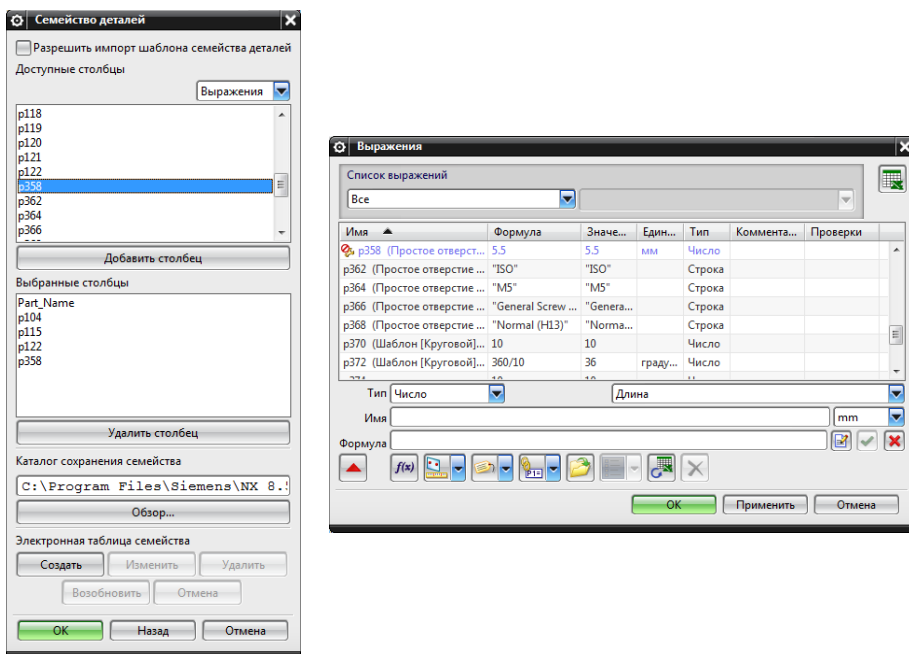 Семейство деталей
Разрешить импорт шаблона семейства деталей
Доступные столбцы
Выражения
p118
p119
p120
p121
p122
p358
p362
p364
p366
Добавить столбец
Выбранные столбцы
Part_Name
p104
p115
p122
p358
Удалить столбец
Каталог сохранения семейства
C:\Program Files\Siemens\NX 8.
Обзор...
Электронная таблица семейства
Создать Изменить Удалить
Возобновить Отмена
OK Назад Отмена
Выражения
Список выражений
Все
Имя Формула Значе... Един... Тип Коммента... Проверки
p358 (Простое отверст... 5.5 5.5 мм Число
p362 (Простое отверстие ... "ISO" "ISO" Строка
p364 (Простое отверстие ... "M5" "M5" Строка
p366 (Простое отверстие ... "General Screw ... "Genera... Строка
p368 (Простое отверстие ... "Normal (H13)" "Norma... Строка
p370 (Шаблон [Круговой]... 10 10 Число
p372 (Шаблон [Круговой]... 360/10 36 граду... Число
Тип Число Длина
Имя mm
Формула
f(x) P1=
OK Применить Отмена